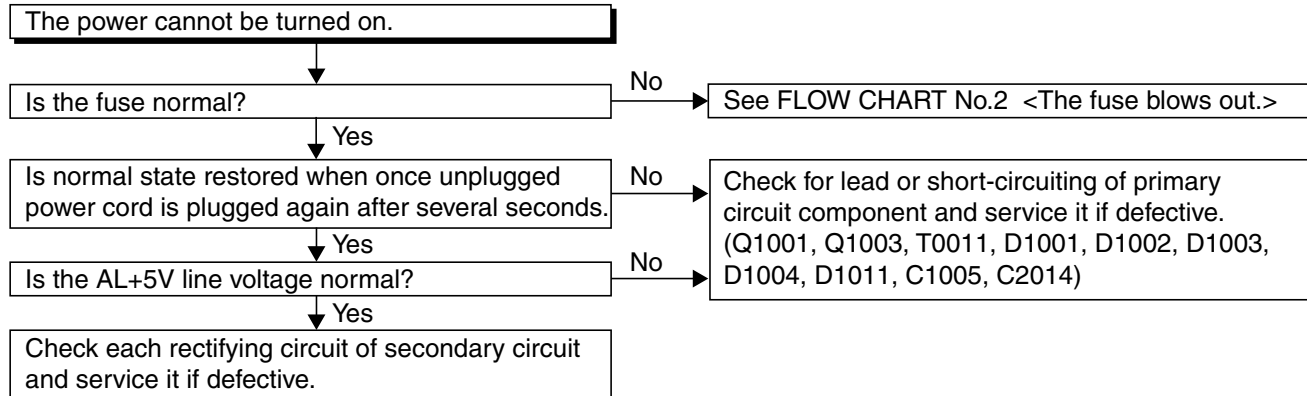 The power cannot be turned on.
Is the fuse normal?
No
See FLOW CHART No.2 <The fuse blows out.>
Yes
Is normal state restored when once unplugged
power cord is plugged again after several seconds.
No
Check for lead or short-circuiting of primary
circuit component and service it if defective.
(Q1001, Q1003, T0011, D1001, D1002, D1003,
D1004, D1011, C1005, C2014)
Yes
Is the AL+5V line voltage normal?
No
Yes
Check each rectifying circuit of secondary circuit
and service it if defective.